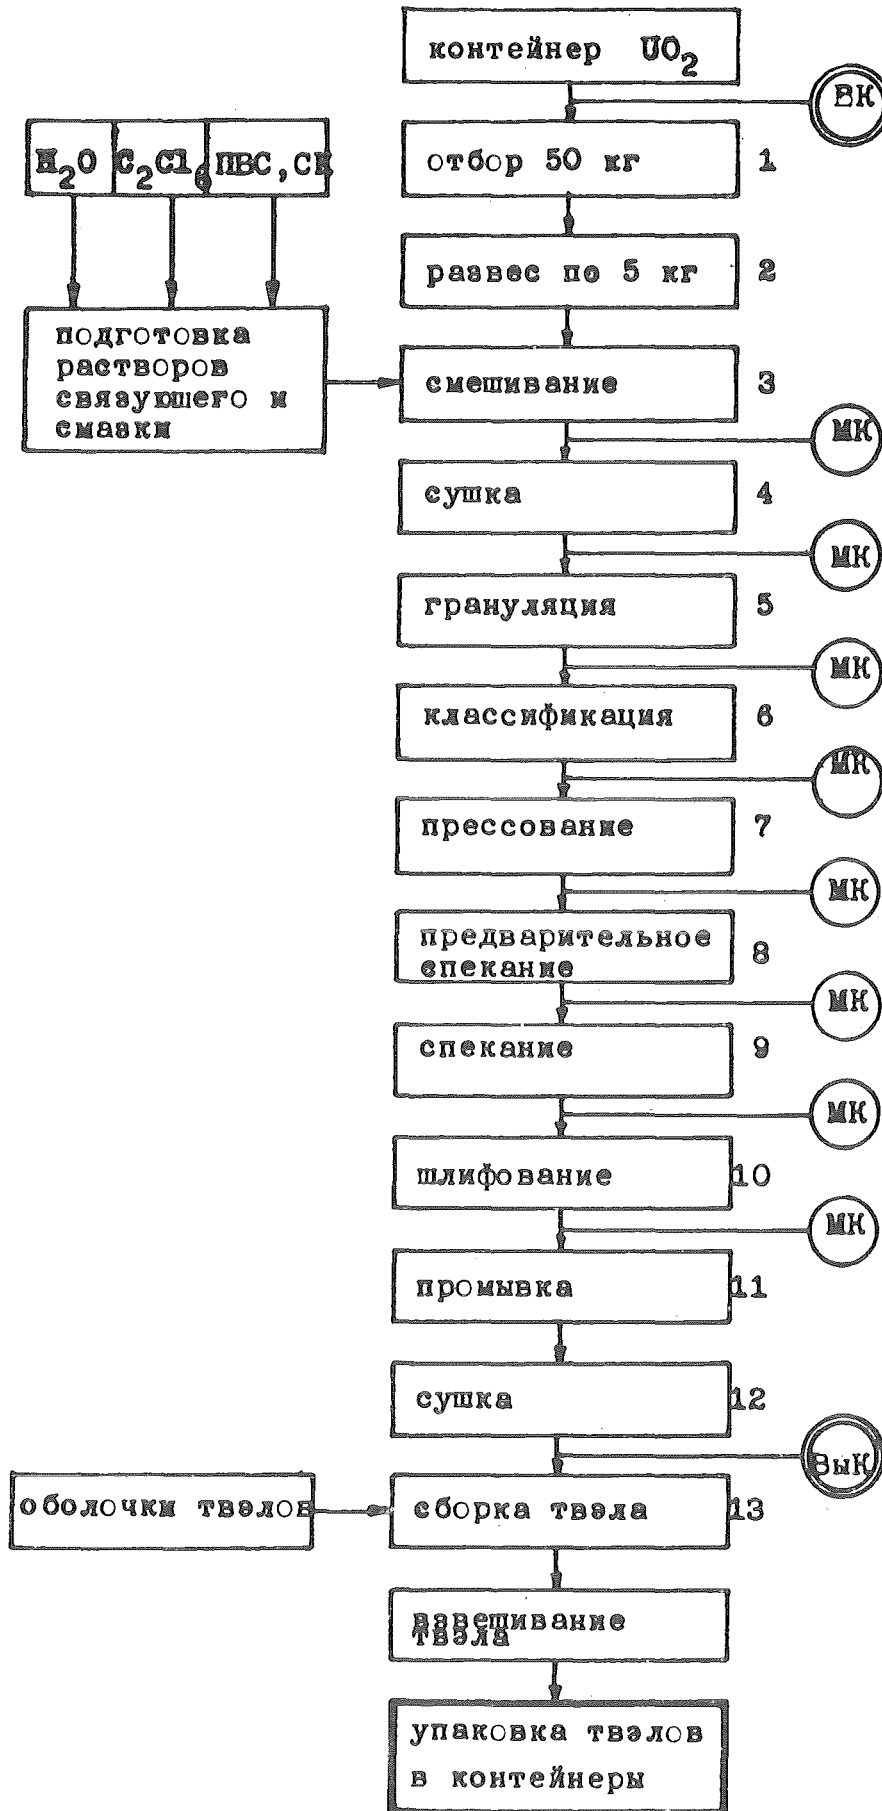 контейнер UO₂
ВК
H₂O C₂Cl₆ ПВС, СК
отбор 50 кг 1
развес по 5 кг 2
подготовка
растворов
связуюшего и
смазки
смешивание 3
МК
сушка 4
МК
грануляция 5
МК
классификация 6
МК
прессование 7
МК
предварительное
спекание 8
МК
спекание 9
МК
шлифование 10
МК
промывка 11
сушка 12
ВыК
оболочки твэлов
сборка твэла 13
взвешивание
твэла
упаковка твэлов
в контейнеры